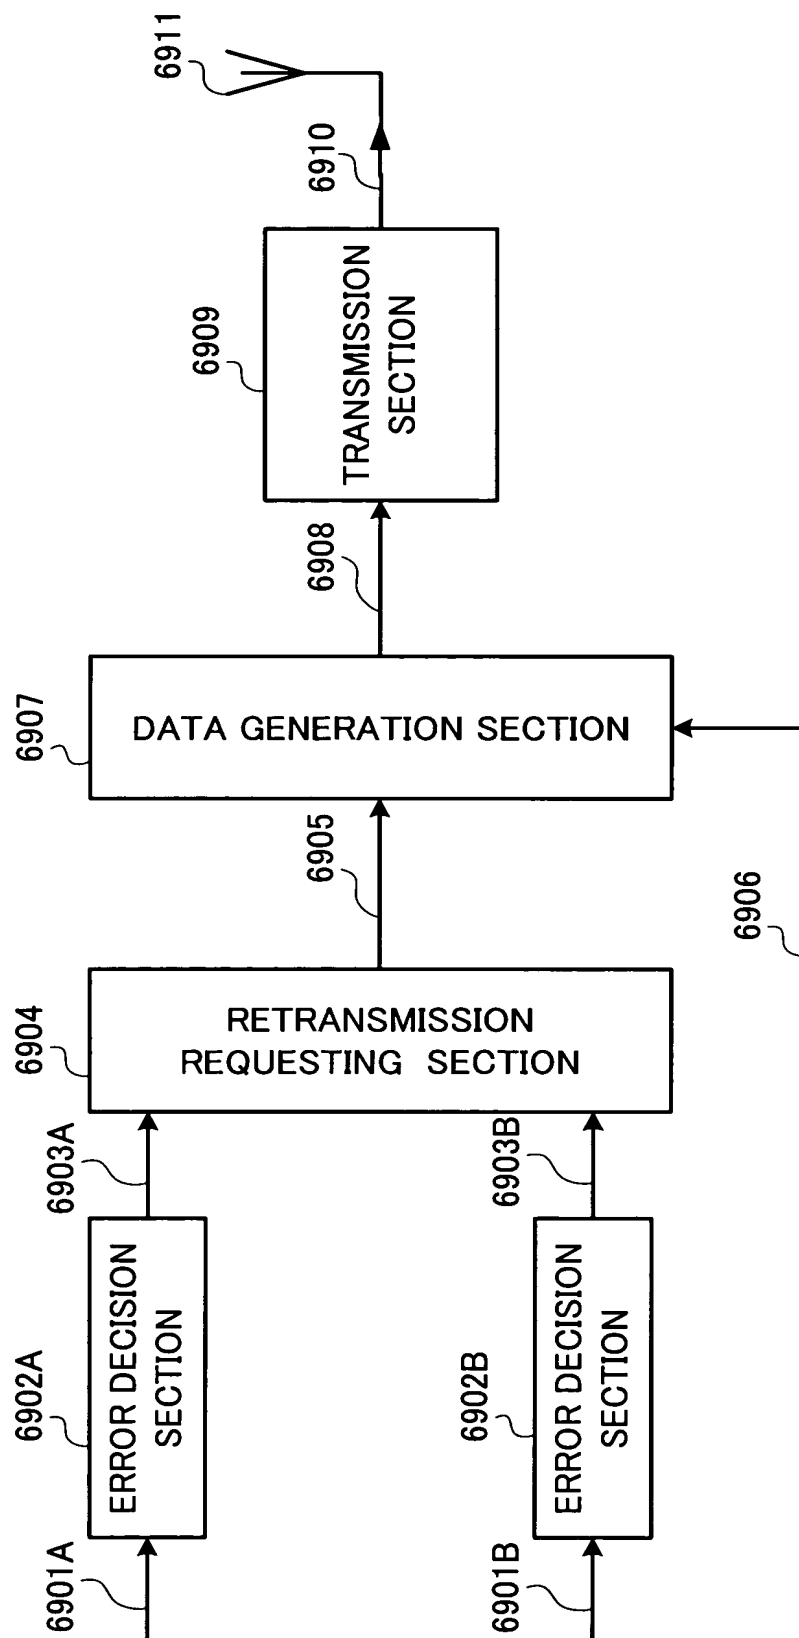 6901A
6902A
ERROR DECISION
SECTION
6903A
6901B
6902B
ERROR DECISION
SECTION
6903B
6904
RETRANSMISSION
REQUESTING SECTION
6905
6906
6907
DATA GENERATION SECTION
6908
6909
TRANSMISSION
SECTION
6910
6911